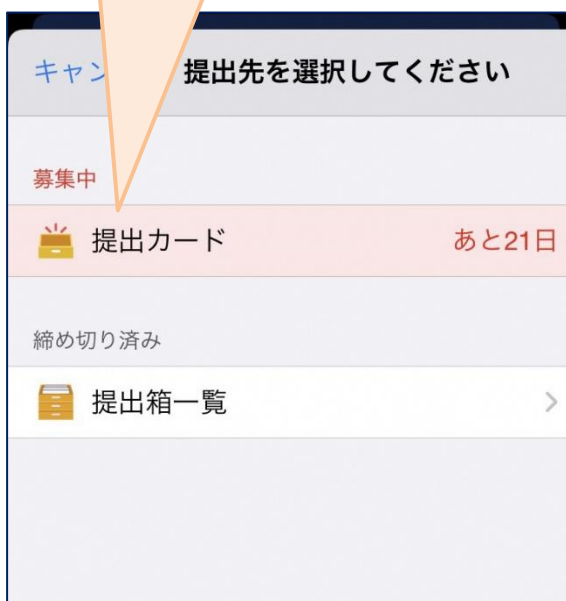 キャン 提出先を選択してください
募集中
提出カード あと21日
締め切り済み
提出箱一覧